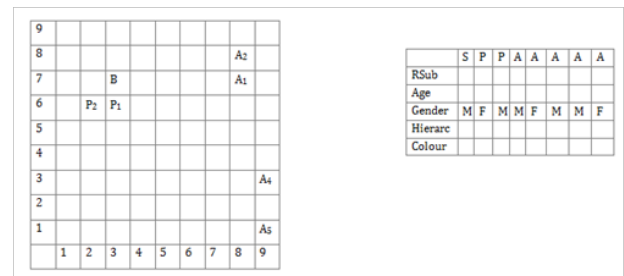 9
8 A2
7 B A1
6 P2 P1
5
4
3 A4
2
1 A5
1 2 3 4 5 6 7 8 9
S P P A A A A A
RSub
Age
Gender M F M M F M M F
Hierarc
Colour